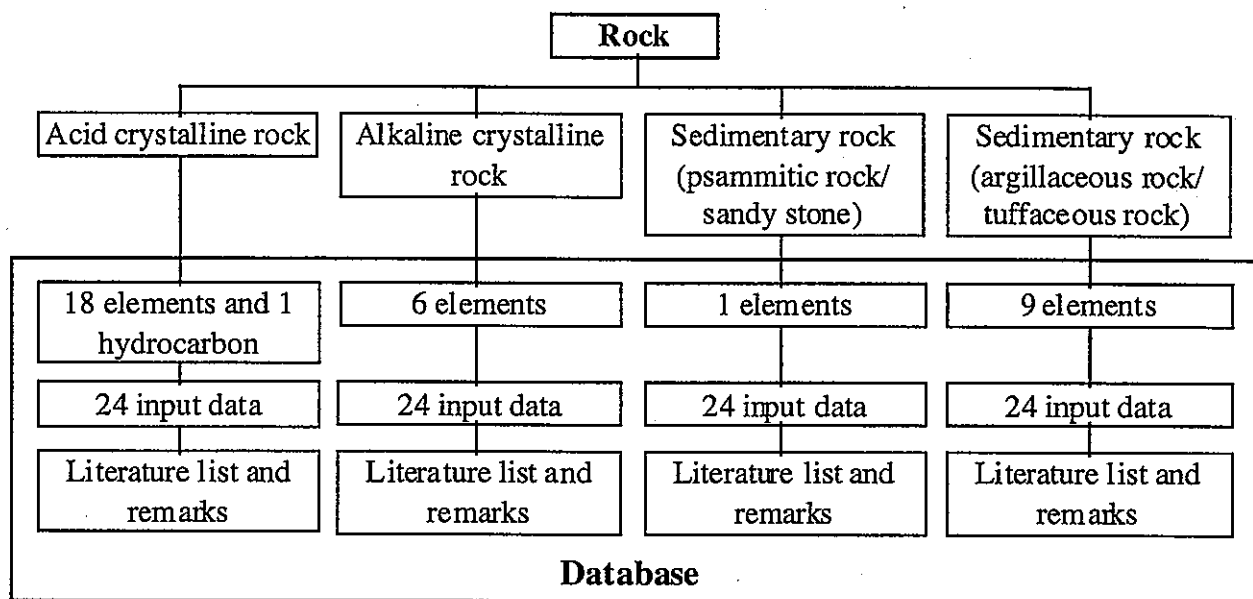 Rock
Acid crystalline rock
Alkaline crystalline
rock
Sedimentary rock
(psammitic rock/
sandy stone)
Sedimentary rock
(argillaceous rock/
tuffaceous rock)
18 elements and 1
hydrocarbon
6 elements
1 elements
9 elements
24 input data
24 input data
24 input data
24 input data
Literature list and
remarks
Literature list and
remarks
Literature list and
remarks
Literature list and
remarks
Database